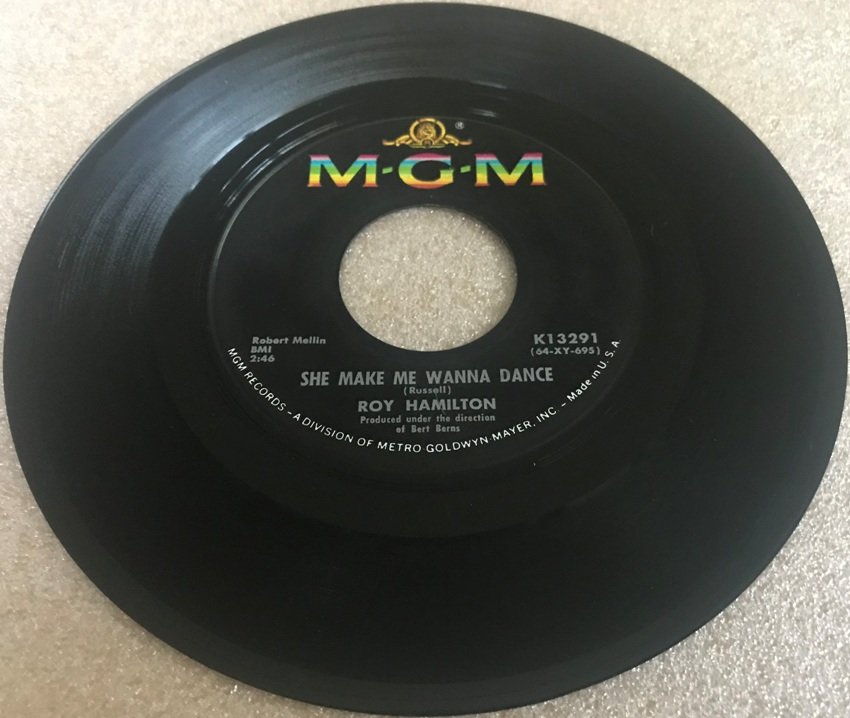 ®
M·G·M
Robert Mellin
BMI
2:46
K13291
(64-XY-695)
SHE MAKE ME WANNA DANCE
(Russell)
ROY HAMILTON
Produced under the direction
of Bert Berns
MGM RECORDS – A DIVISION OF METRO GOLDWYN-MAYER, INC. – Made in U.S.A.